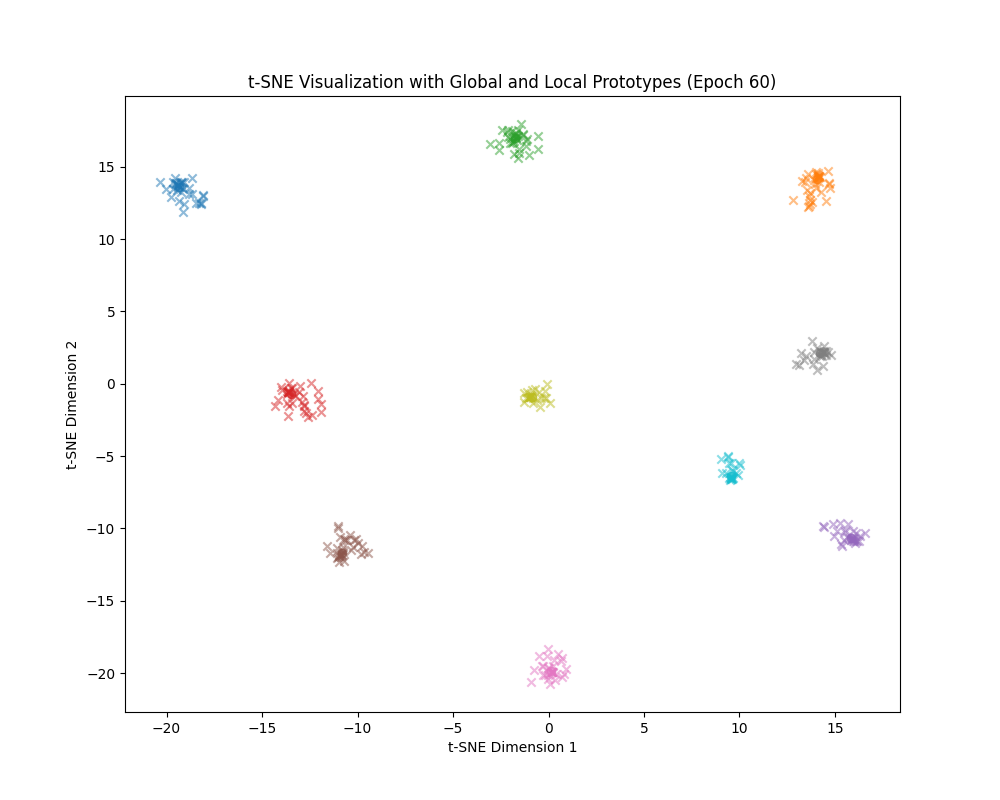 t-SNE Visualization with Global and Local Prototypes (Epoch 60)
15
10
5
0
−5
−10
−15
−20
t-SNE Dimension 2
−20 −15 −10 −5 0 5 10 15
t-SNE Dimension 1